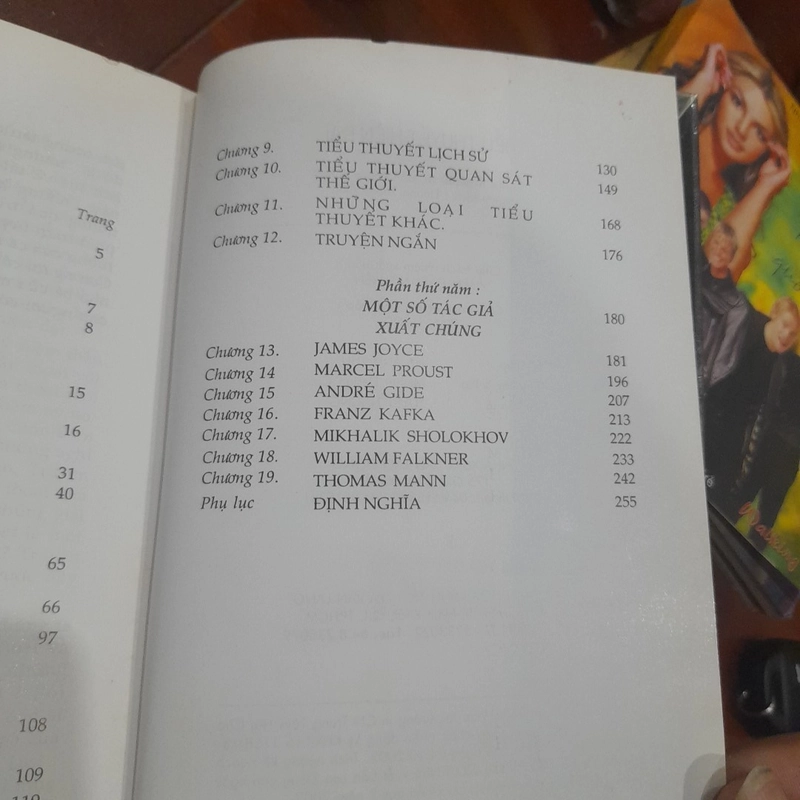 Trang
5
7
8
15
16
31
40
65
66
97
108
109
Chương 9. TIỂU THUYẾT LỊCH SỬ 130
Chương 10. TIỂU THUYẾT QUAN SÁT
THẾ GIỚI. 149
Chương 11. NHỮNG LOẠI TIỂU
THUYẾT KHÁC. 168
Chương 12. TRUYỆN NGẮN 176
Phần thứ năm :
MỘT SỐ TÁC GIẢ
XUẤT CHÚNG 180
Chương 13. JAMES JOYCE 181
Chương 14 MARCEL PROUST 196
Chương 15 ANDRÉ GIDE 207
Chương 16. FRANZ KAFKA 213
Chương 17. MIKHALIK SHOLOKHOV 222
Chương 18. WILLIAM FALKNER 233
Chương 19. THOMAS MANN 242
Phụ lục ĐỊNH NGHĨA 255